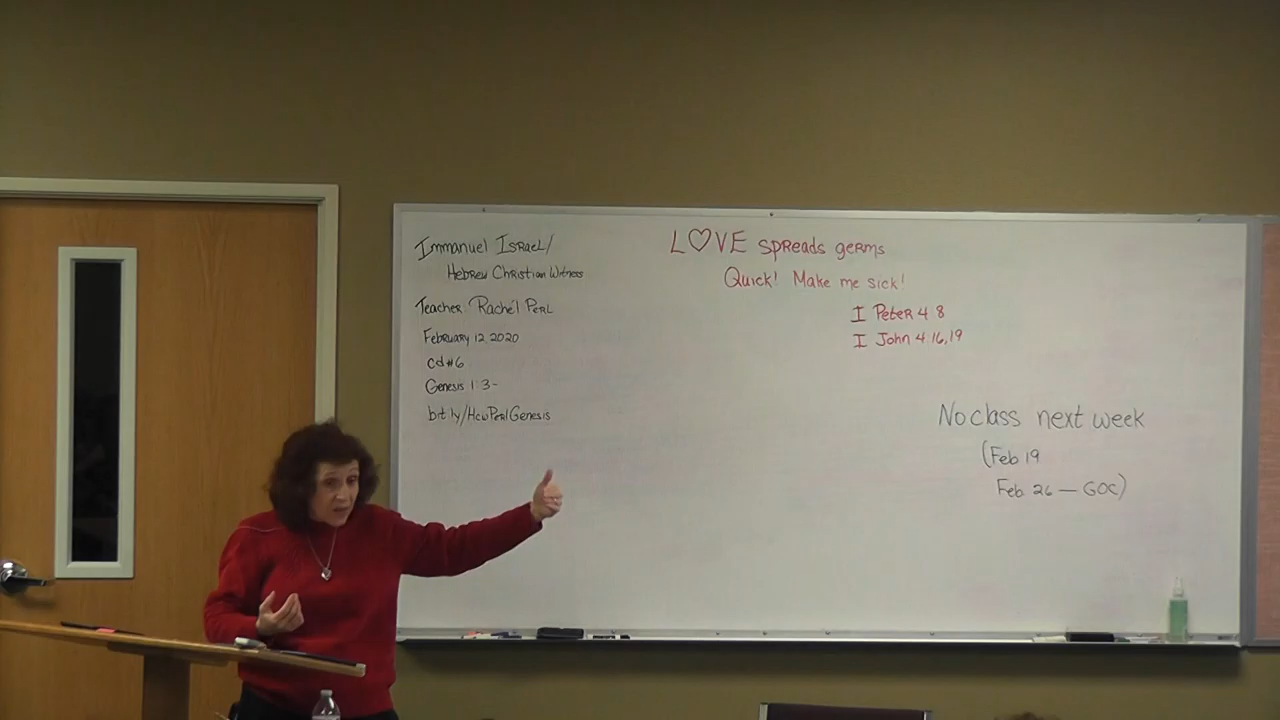 Immanuel Israel/
Hebrew Christian Witness
Teacher: Rachél Perl
February 12, 2020
cd#6
Genesis 1:3-
bit.ly/HcwPerlGenesis
L♡VE spreads germs
Quick! Make me sick!
I Peter 4:8
I John 4:16,19
No class next week
(Feb 19
Feb. 26 — GOC)